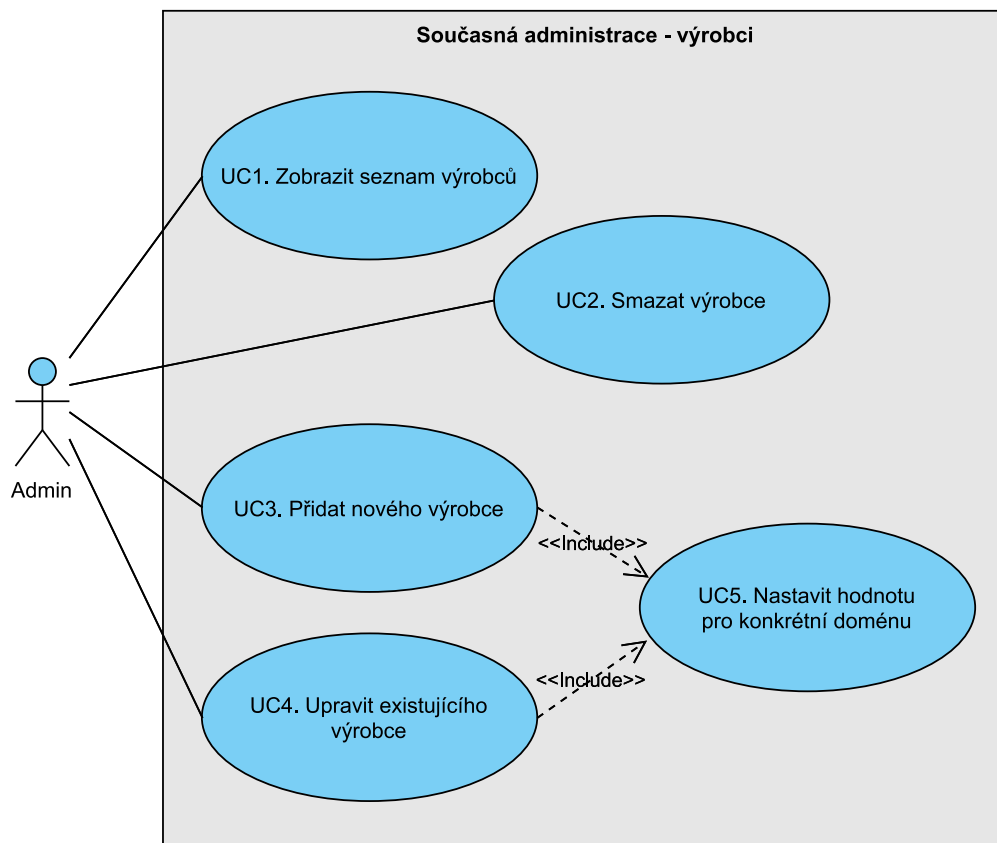 Současná administrace - výrobci
UC1. Zobrazit seznam výrobců
UC2. Smazat výrobce
Admin
UC3. Přidat nového výrobce
<<Include>>
UC5. Nastavit hodnotu
pro konkrétní doménu
<<Include>>
UC4. Upravit existujícího
výrobce